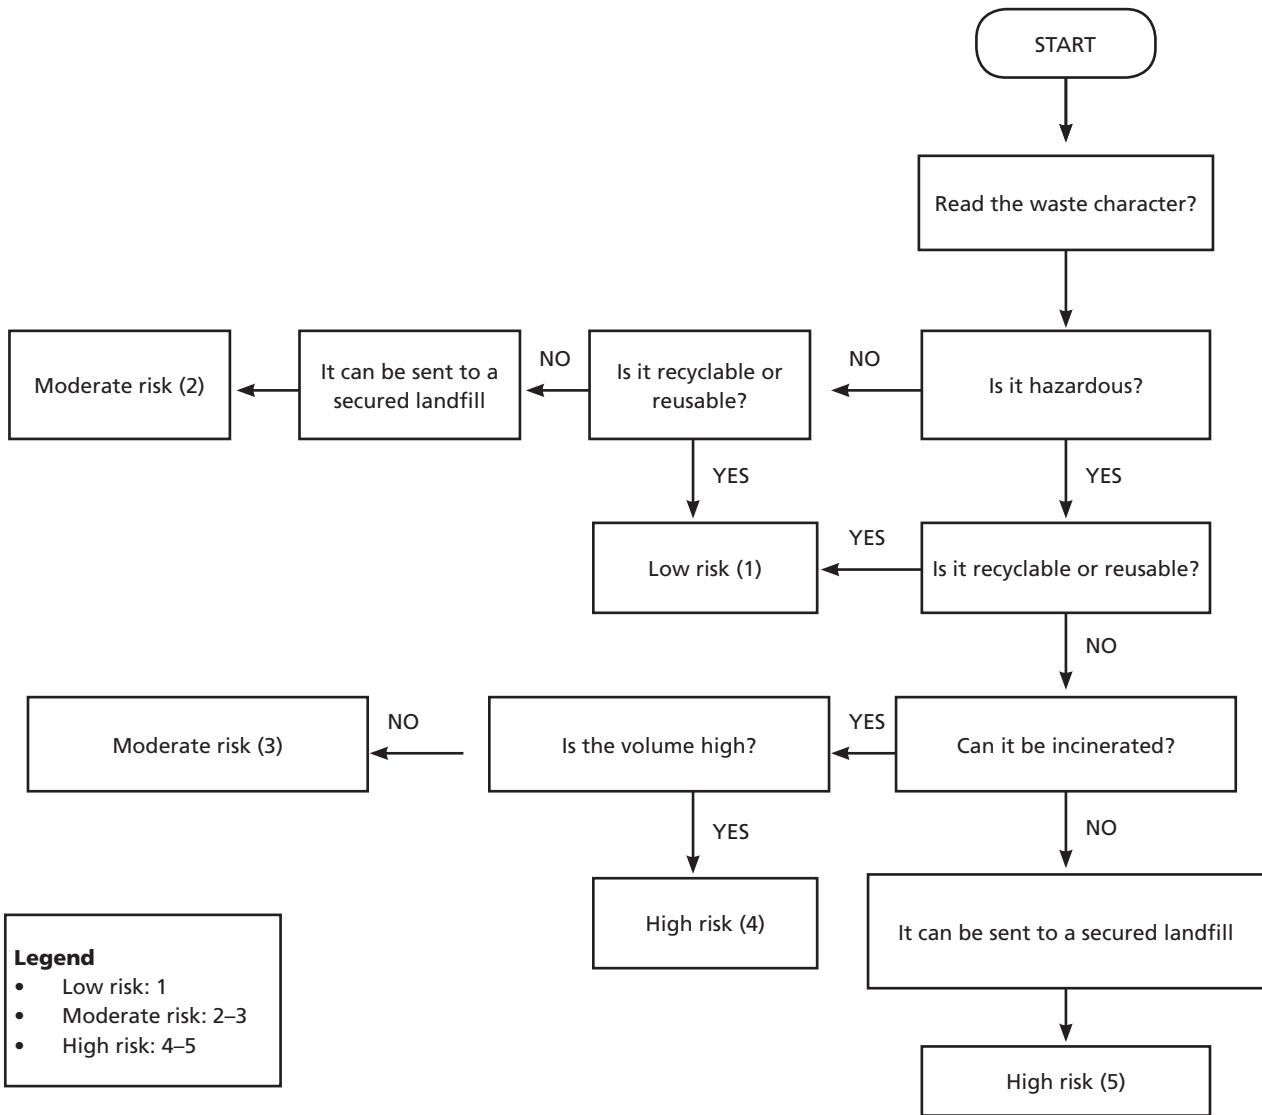 START
Read the waste character?
Moderate risk (2)
It can be sent to a
secured landfill
NO
Is it recyclable or
reusable?
NO
Is it hazardous?
YES
YES
Low risk (1)
YES
Is it recyclable or reusable?
NO
Moderate risk (3)
NO
Is the volume high?
YES
Can it be incinerated?
YES
NO
High risk (4)
It can be sent to a secured landfill
Legend
• Low risk: 1
• Moderate risk: 2–3
• High risk: 4–5
High risk (5)